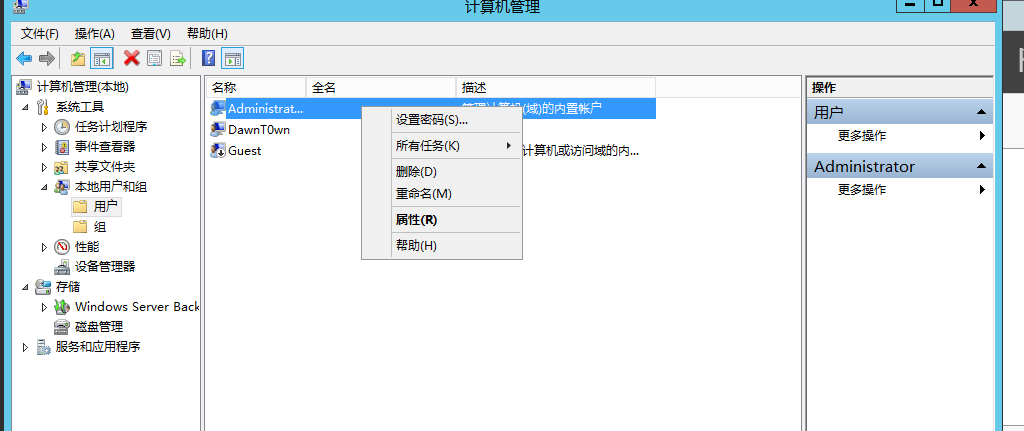 计算机管理
文件(F) 操作(A) 查看(V) 帮助(H)
计算机管理(本地)
系统工具
任务计划程序
事件查看器
共享文件夹
本地用户和组
用户
组
性能
设备管理器
存储
Windows Server Back
磁盘管理
服务和应用程序
名称 全名 描述
Administrat... 管理计算机(域)的内置帐户
DawnT0wn
Guest 计算机或访问域的内...
设置密码(S)...
所有任务(K)
删除(D)
重命名(M)
属性(R)
帮助(H)
操作
用户
更多操作
Administrator
更多操作